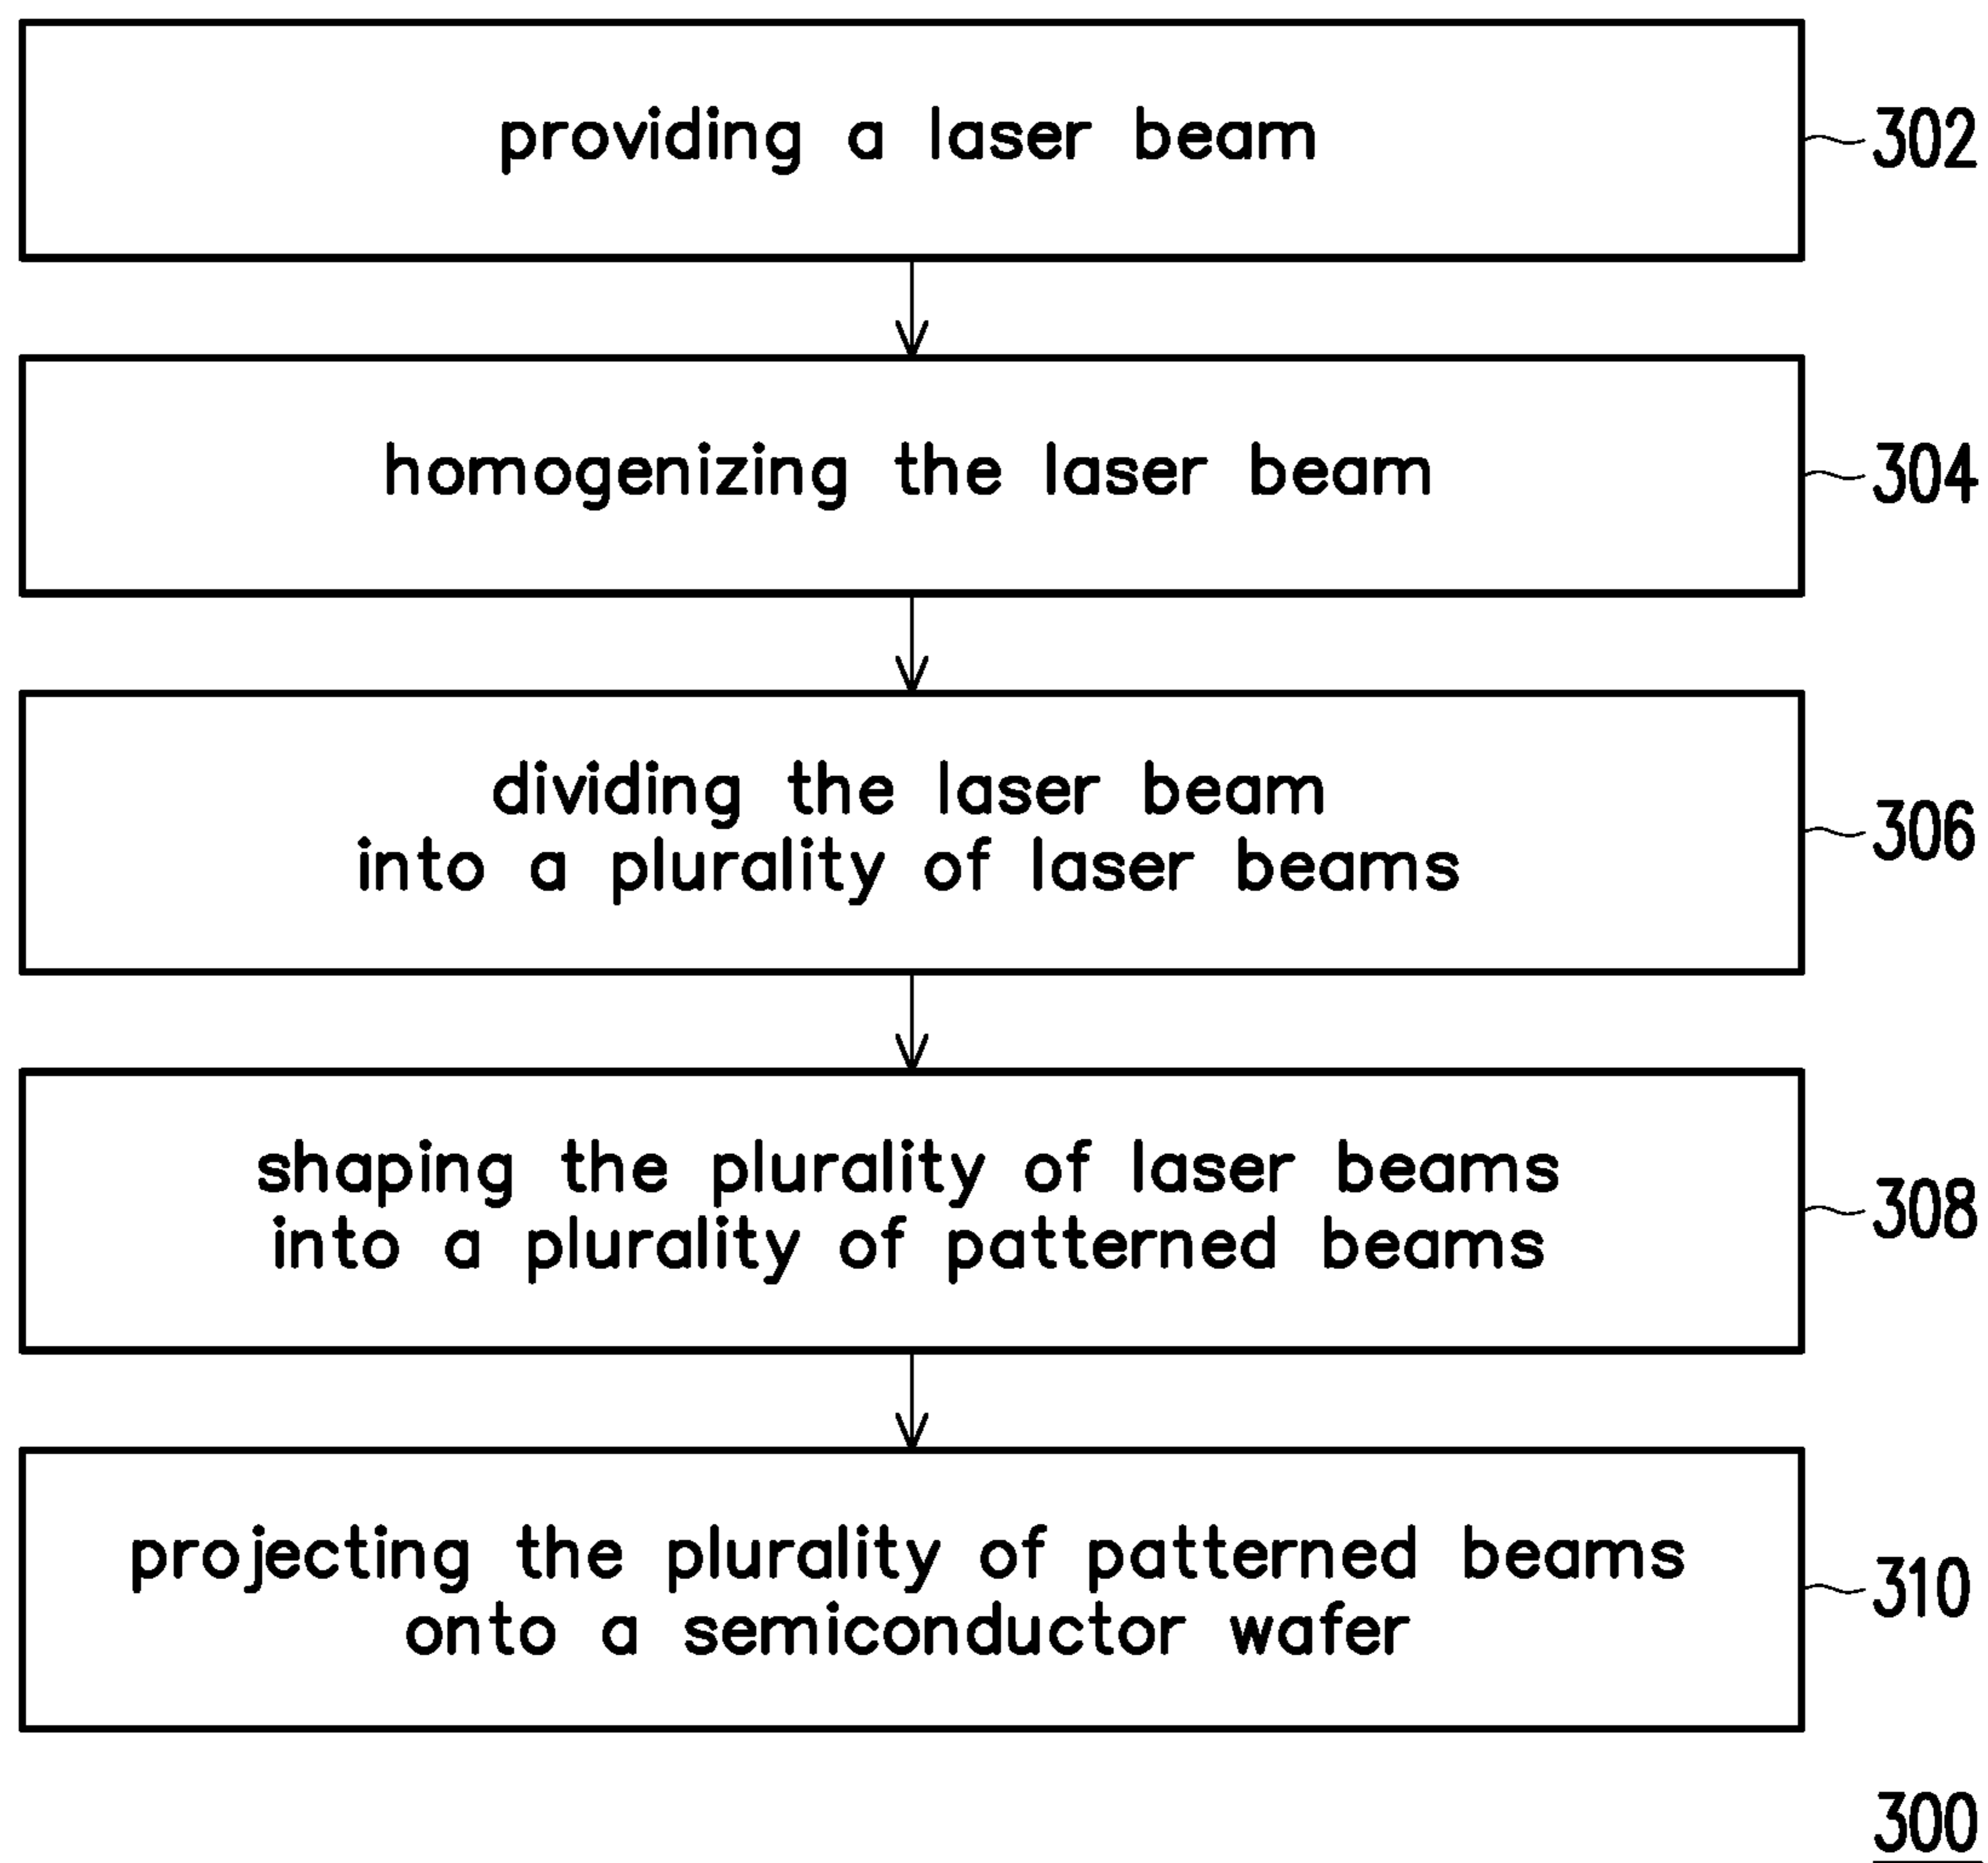 providing a laser beam
302
homogenizing the laser beam
304
dividing the laser beam
into a plurality of laser beams
306
shaping the plurality of laser beams
into a plurality of patterned beams
308
projecting the plurality of patterned beams
onto a semiconductor wafer
310
300